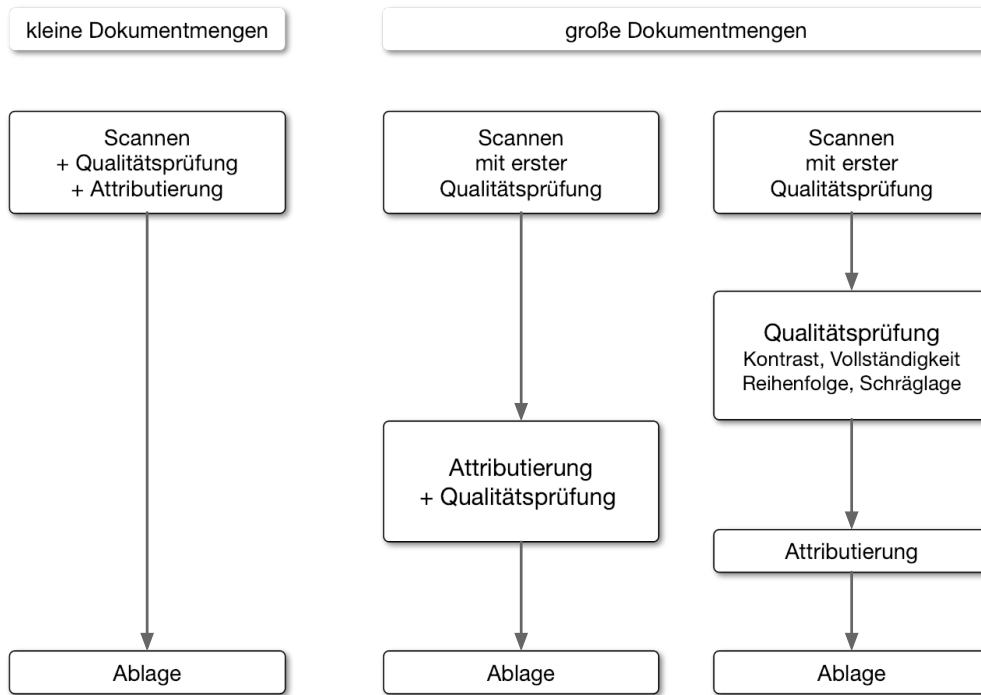 kleine Dokumentmengen
große Dokumentmengen
Scannen
+ Qualitätsprüfung
+ Attributierung
Ablage
Scannen
mit erster
Qualitätsprüfung
Attributierung
+ Qualitätsprüfung
Ablage
Scannen
mit erster
Qualitätsprüfung
Qualitätsprüfung
Kontrast, Vollständigkeit
Reihenfolge, Schräglage
Attributierung
Ablage